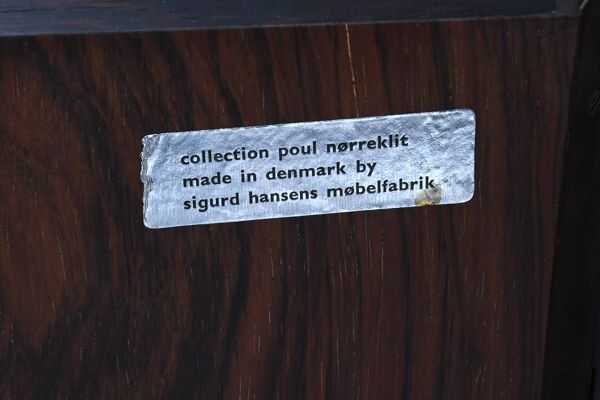 collection poul nørreklit
made in denmark by
sigurd hansens møbelfabrik